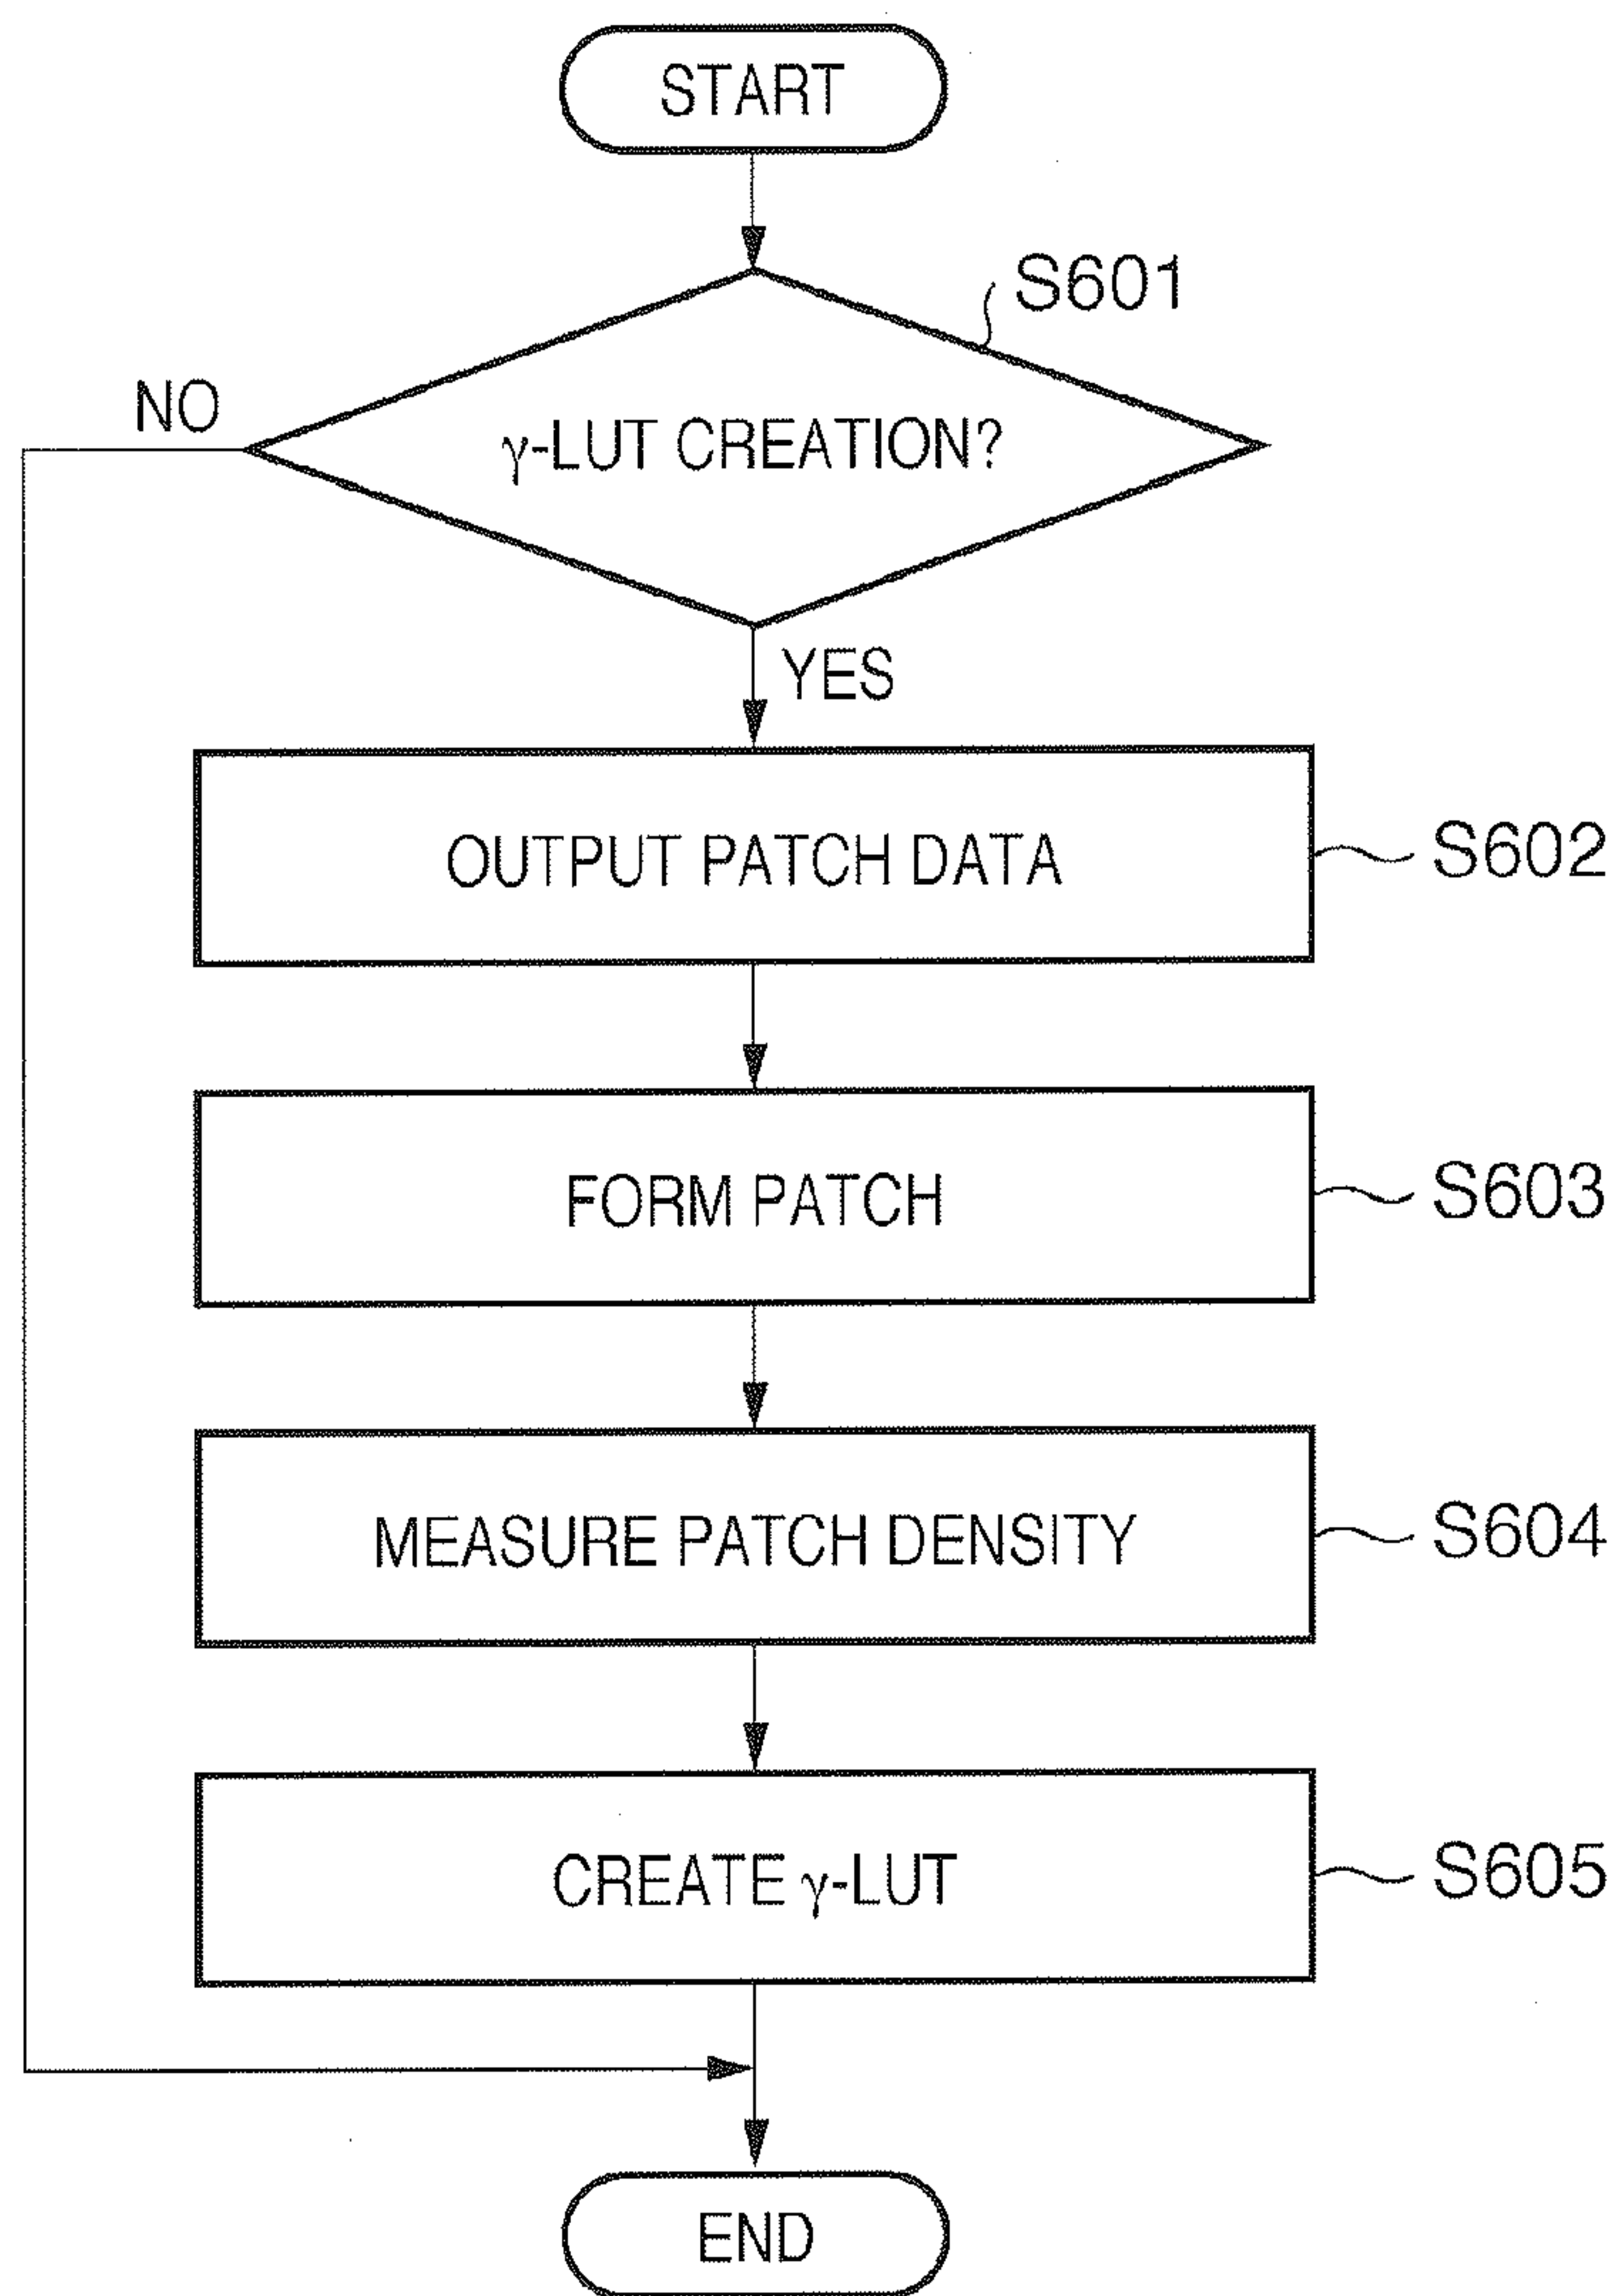 START
S601
NO
γ-LUT CREATION?
YES
OUTPUT PATCH DATA
S602
FORM PATCH
S603
MEASURE PATCH DENSITY
S604
CREATE γ-LUT
S605
END